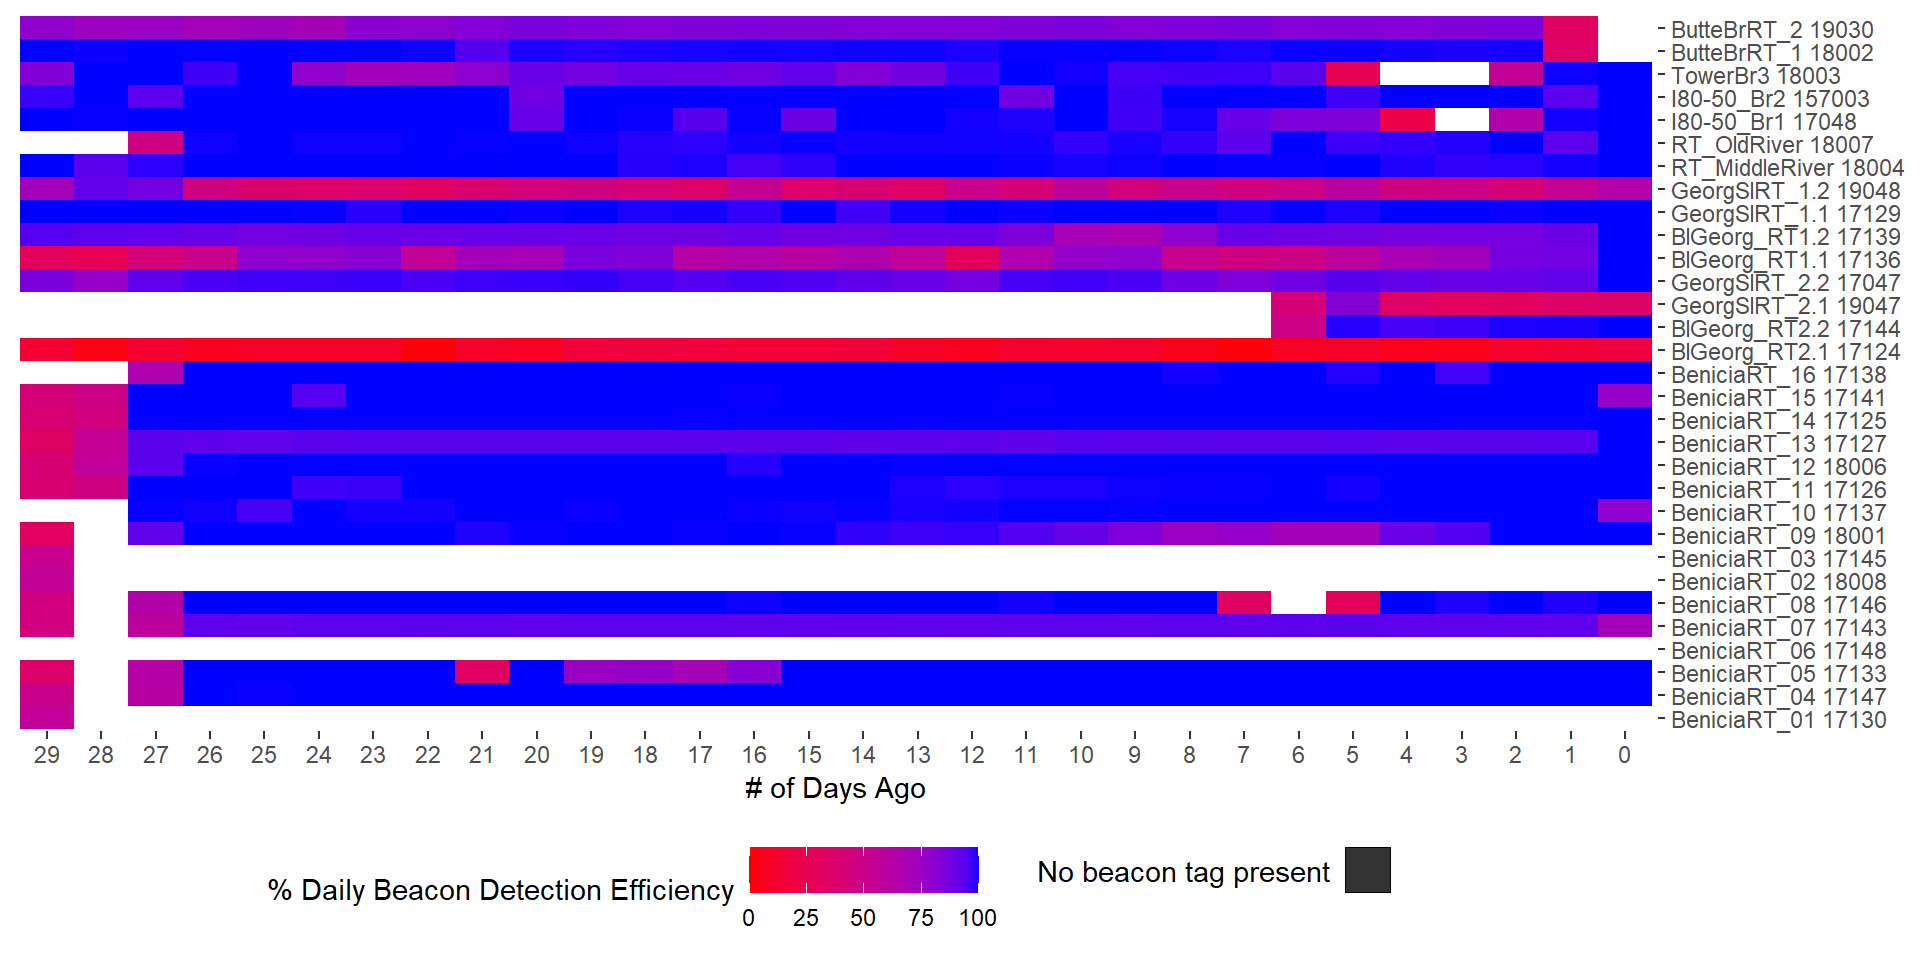 ButteBrRT_2 19030
ButteBrRT_1 18002
TowerBr3 18003
I80-50_Br2 157003
I80-50_Br1 17048
RT_OldRiver 18007
RT_MiddleRiver 18004
GeorgSlRT_1.2 19048
GeorgSlRT_1.1 17129
BlGeorg_RT1.2 17139
BlGeorg_RT1.1 17136
GeorgSlRT_2.2 17047
GeorgSlRT_2.1 19047
BlGeorg_RT2.2 17144
BlGeorg_RT2.1 17124
BeniciaRT_16 17138
BeniciaRT_15 17141
BeniciaRT_14 17125
BeniciaRT_13 17127
BeniciaRT_12 18006
BeniciaRT_11 17126
BeniciaRT_10 17137
BeniciaRT_09 18001
BeniciaRT_03 17145
BeniciaRT_02 18008
BeniciaRT_08 17146
BeniciaRT_07 17143
BeniciaRT_06 17148
BeniciaRT_05 17133
BeniciaRT_04 17147
BeniciaRT_01 17130
29 28 27 26 25 24 23 22 21 20 19 18 17 16 15 14 13 12 11 10 9 8 7 6 5 4 3 2 1 0
# of Days Ago
% Daily Beacon Detection Efficiency
0 25 50 75 100
No beacon tag present